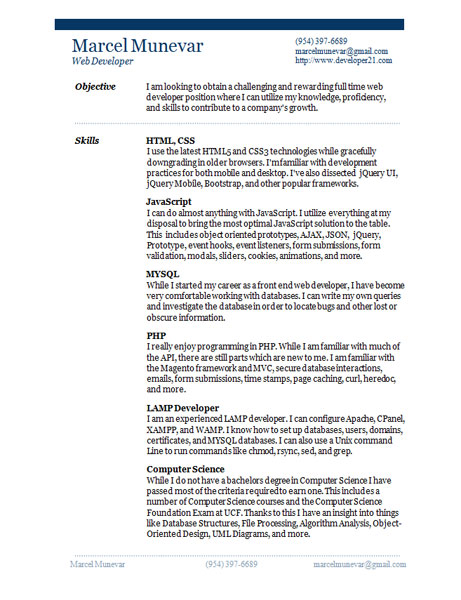 Marcel Munevar
Web Developer
(954) 397-6689
marcelmunevar@gmail.com
http://www.developer21.com
Objective
I am looking to obtain a challenging and rewarding full time web
developer position where I can utilize my knowledge, proficiency,
and skills to contribute to a company's growth.
Skills
HTML, CSS
I use the latest HTML5 and CSS3 technologies while gracefully
downgrading in older browsers. I'm familiar with development
practices for both mobile and desktop. I've also dissected jQuery UI,
jQuery Mobile, Bootstrap, and other popular frameworks.
JavaScript
I can do almost anything with JavaScript. I utilize everything at my
disposal to bring the most optimal JavaScript solution to the table.
This includes object oriented prototypes, AJAX, JSON, jQuery,
Prototype, event hooks, event listeners, form submissions, form
validation, modals, sliders, cookies, animations, and more.
MYSQL
While I started my career as a front end web developer, I have become
very comfortable working with databases. I can write my own queries
and investigate the database in order to locate bugs and other lost or
obscure information.
PHP
I really enjoy programming in PHP. While I am familiar with much of
the API, there are still parts which are new to me. I am familiar with
the Magento framework and MVC, secure database interactions,
emails, form submissions, time stamps, page caching, curl, heredoc,
and more.
LAMP Developer
I am an experienced LAMP developer. I can configure Apache, CPanel,
XAMPP, and WAMP. I know how to set up databases, users, domains,
certificates, and MYSQL databases. I can also use a Unix command
Line to run commands like chmod, rsync, sed, and grep.
Computer Science
While I do not have a bachelors degree in Computer Science I have
passed most of the criteria required to earn one. This includes a
number of Computer Science courses and the Computer Science
Foundation Exam at UCF. Thanks to this I have an insight into things
like Database Structures, File Processing, Algorithm Analysis, Object-
Oriented Design, UML Diagrams, and more.
Marcel Munevar (954) 397-6689 marcelmunevar@gmail.com